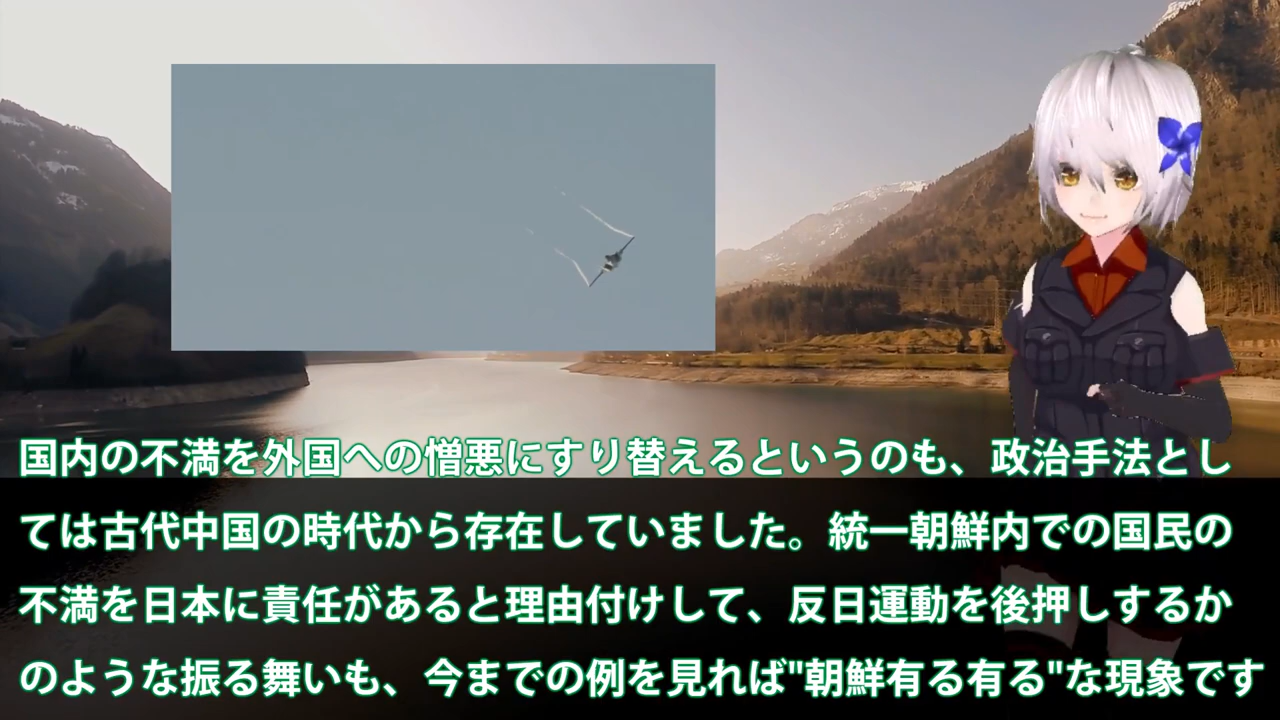 国内の不満を外国への憎悪にすり替えるというのも、政治手法とし
ては古代中国の時代から存在していました。統一朝鮮内での国民の
不満を日本に責任があると理由付けして、反日運動を後押しするか
のような振る舞いも、今までの例を見れば"朝鮮有る有る"な現象です